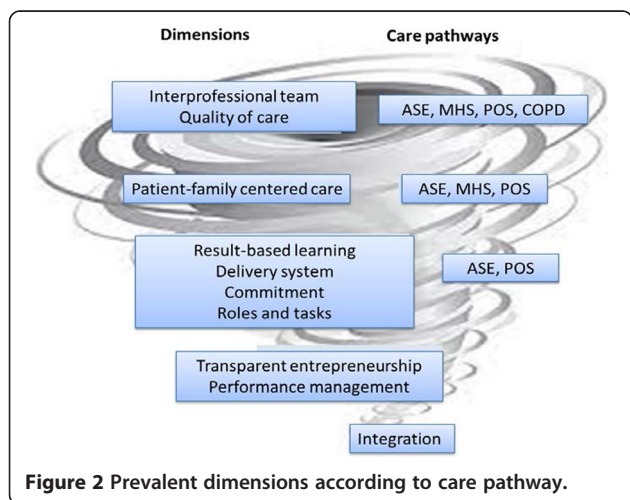 Dimensions Care pathways
Interprofessional team
Quality of care
ASE, MHS, POS, COPD
Patient-family centered care
ASE, MHS, POS
Result-based learning
Delivery system
Commitment
Roles and tasks
ASE, POS
Transparent entrepreneurship
Performance management
Integration
Figure 2 Prevalent dimensions according to care pathway.